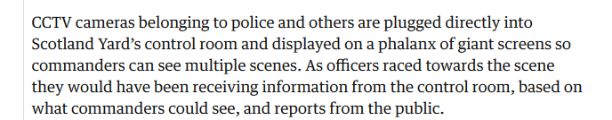 CCTV cameras belonging to police and others are plugged directly into
Scotland Yard’s control room and displayed on a phalanx of giant screens so
commanders can see multiple scenes. As officers raced towards the scene
they would have been receiving information from the control room, based on
what commanders could see, and reports from the public.